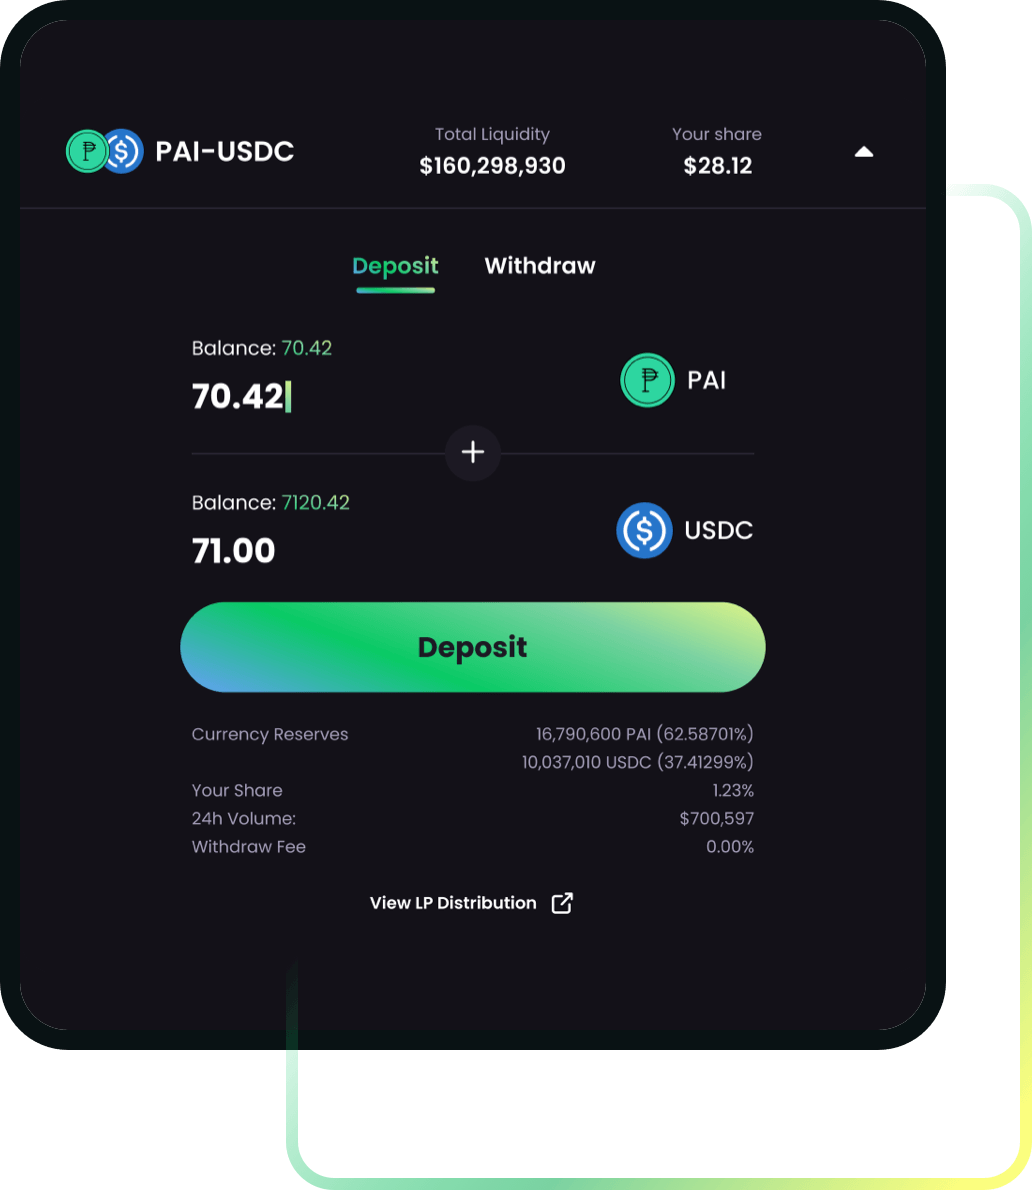 PAI-USDC
Total Liquidity
$160,298,930
Your share
$28.12
Deposit Withdraw
Balance: 70.42
70.42
PAI
Balance: 7120.42
71.00
USDC
Deposit
Currency Reserves 16,790,600 PAI (62.58701%)
10,037,010 USDC (37.41299%)
Your Share 1.23%
24h Volume: $700,597
Withdraw Fee 0.00%
View LP Distribution